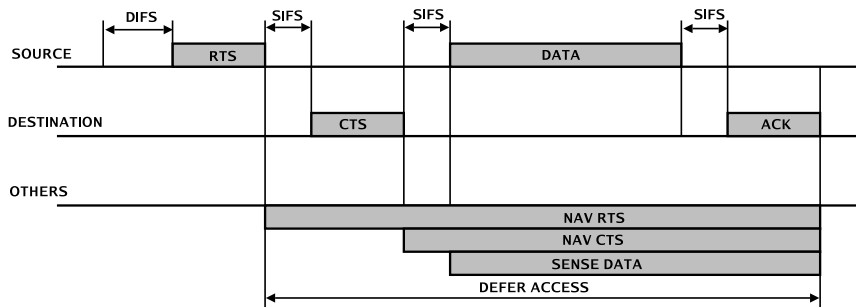 DIFS SIFS SIFS SIFS
SOURCE RTS DATA
DESTINATION CTS ACK
OTHERS
NAV RTS
NAV CTS
SENSE DATA
DEFER ACCESS